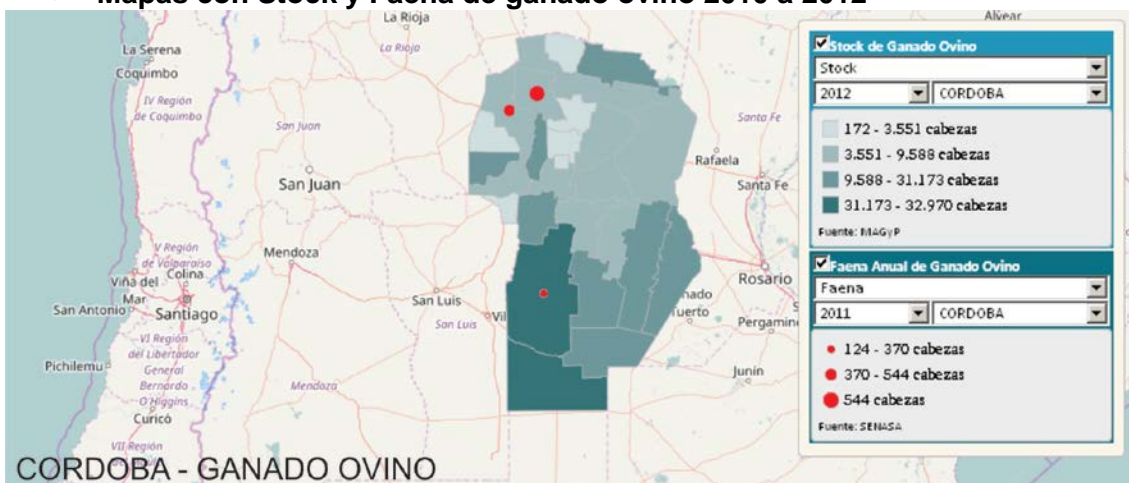 Mapas con Stock y Faena de ganado ovino 2010 a 2012
La Rioja
Alvear
La Serena
La Rioja
Coquimbo
IV Región
de Coquimbo
San Juan
Santa Fe
San Juan
Rafaela
Santa Fe
V Región
de Valparaíso
Mendoza
Viña del
Mar
Colina
Rosario
San Antonio
Santiago
San Luis
San Luis
Vil
nado
Tuerto
Pergamin
VI Región
del Libertador
General
Bernardo
O'Higgins
Pichilemu
Mendoza
Junín
Curicó
VII Región
CORDOBA - GANADO OVINO
Stock de Ganado Ovino
Stock
2012 CORDOBA
172 - 3.551 cabezas
3.551 - 9.588 cabezas
9.588 - 31.173 cabezas
31.173 - 32.970 cabezas
Fuente: MAGyP
Faena Anual de Ganado Ovino
Faena
2011 CORDOBA
124 - 370 cabezas
370 - 544 cabezas
544 cabezas
Fuente: SENASA